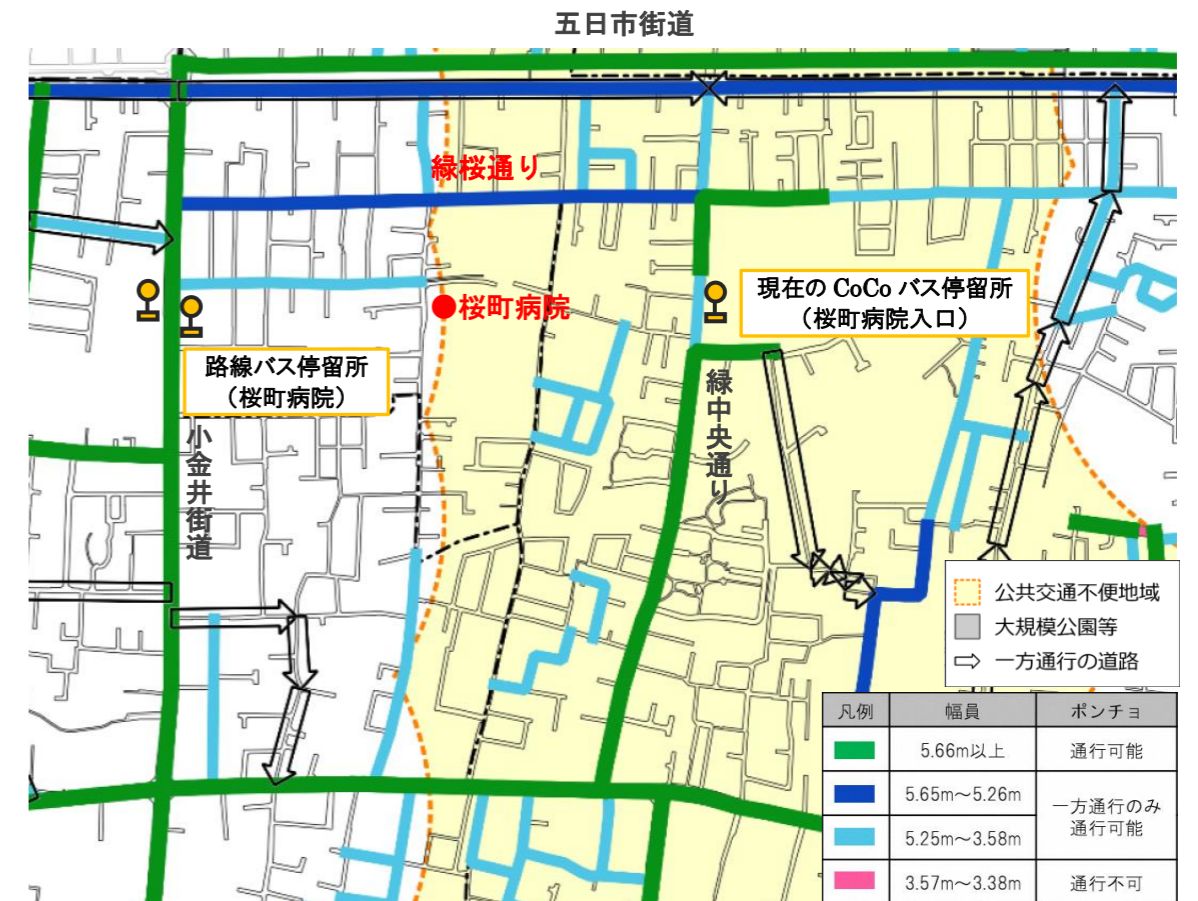 五日市街道
緑桜通り
現在の CoCo バス停留所
（桜町病院入口）
●桜町病院
路線バス停留所
（桜町病院）
緑中央通り
小金井街道
公共交通不便地域
大規模公園等
一方通行の道路
凡例 幅員 ポンチョ
5.66m以上 通行可能
5.65m～5.26m 一方通行のみ
通行可能
5.25m～3.58m
3.57m～3.38m 通行不可